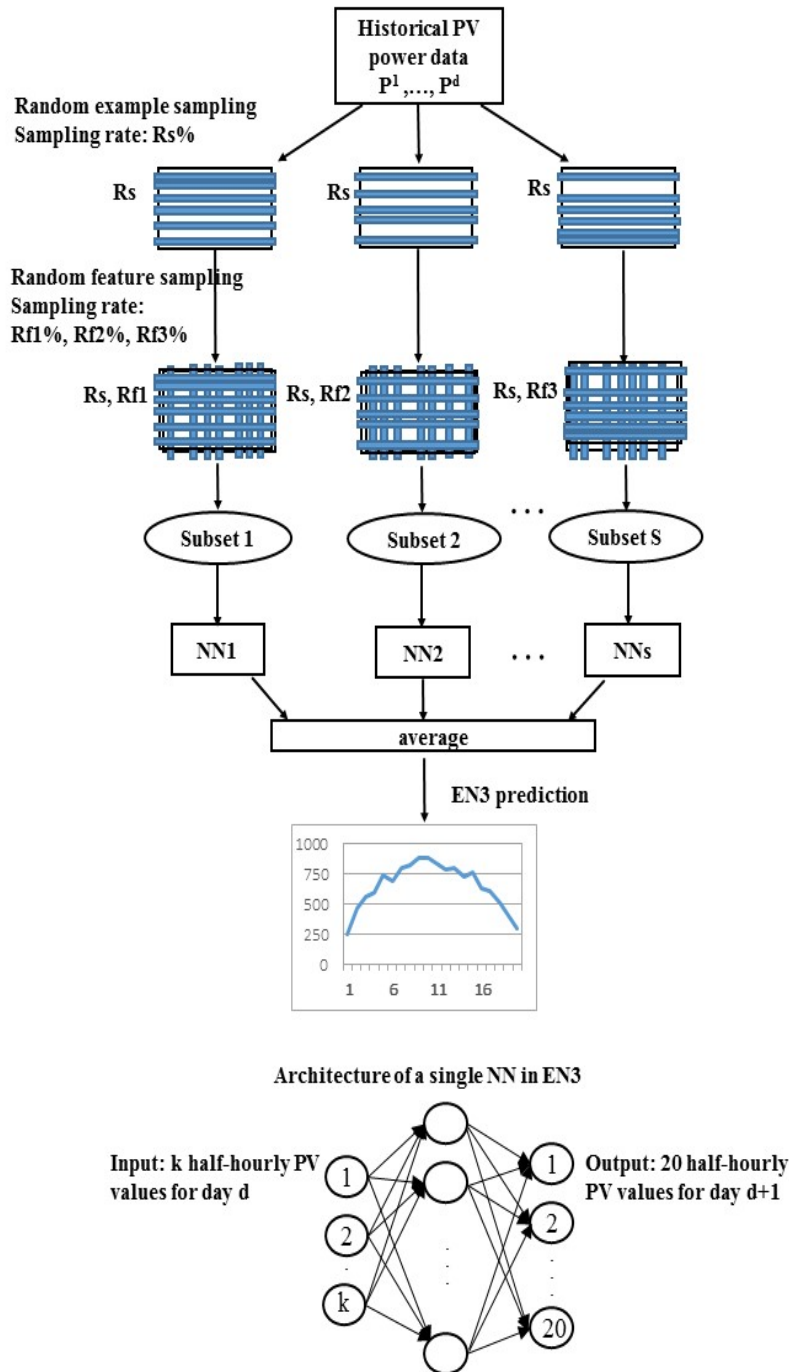 Historical PV
power data
P¹ ,…, Pᵈ
Random example sampling
Sampling rate: Rs%
Rs
Rs
Rs
Random feature sampling
Sampling rate:
Rf1%, Rf2%, Rf3%
Rs, Rf1
Rs, Rf2
Rs, Rf3
. . .
Subset 1
Subset 2
Subset S
NN1
NN2
. . .
NNs
average
EN3 prediction
1000
750
500
250
0
1 6 11 16
Architecture of a single NN in EN3
Input: k half-hourly PV
values for day d
1
2
k
1
2
20
Output: 20 half-hourly
PV values for day d+1